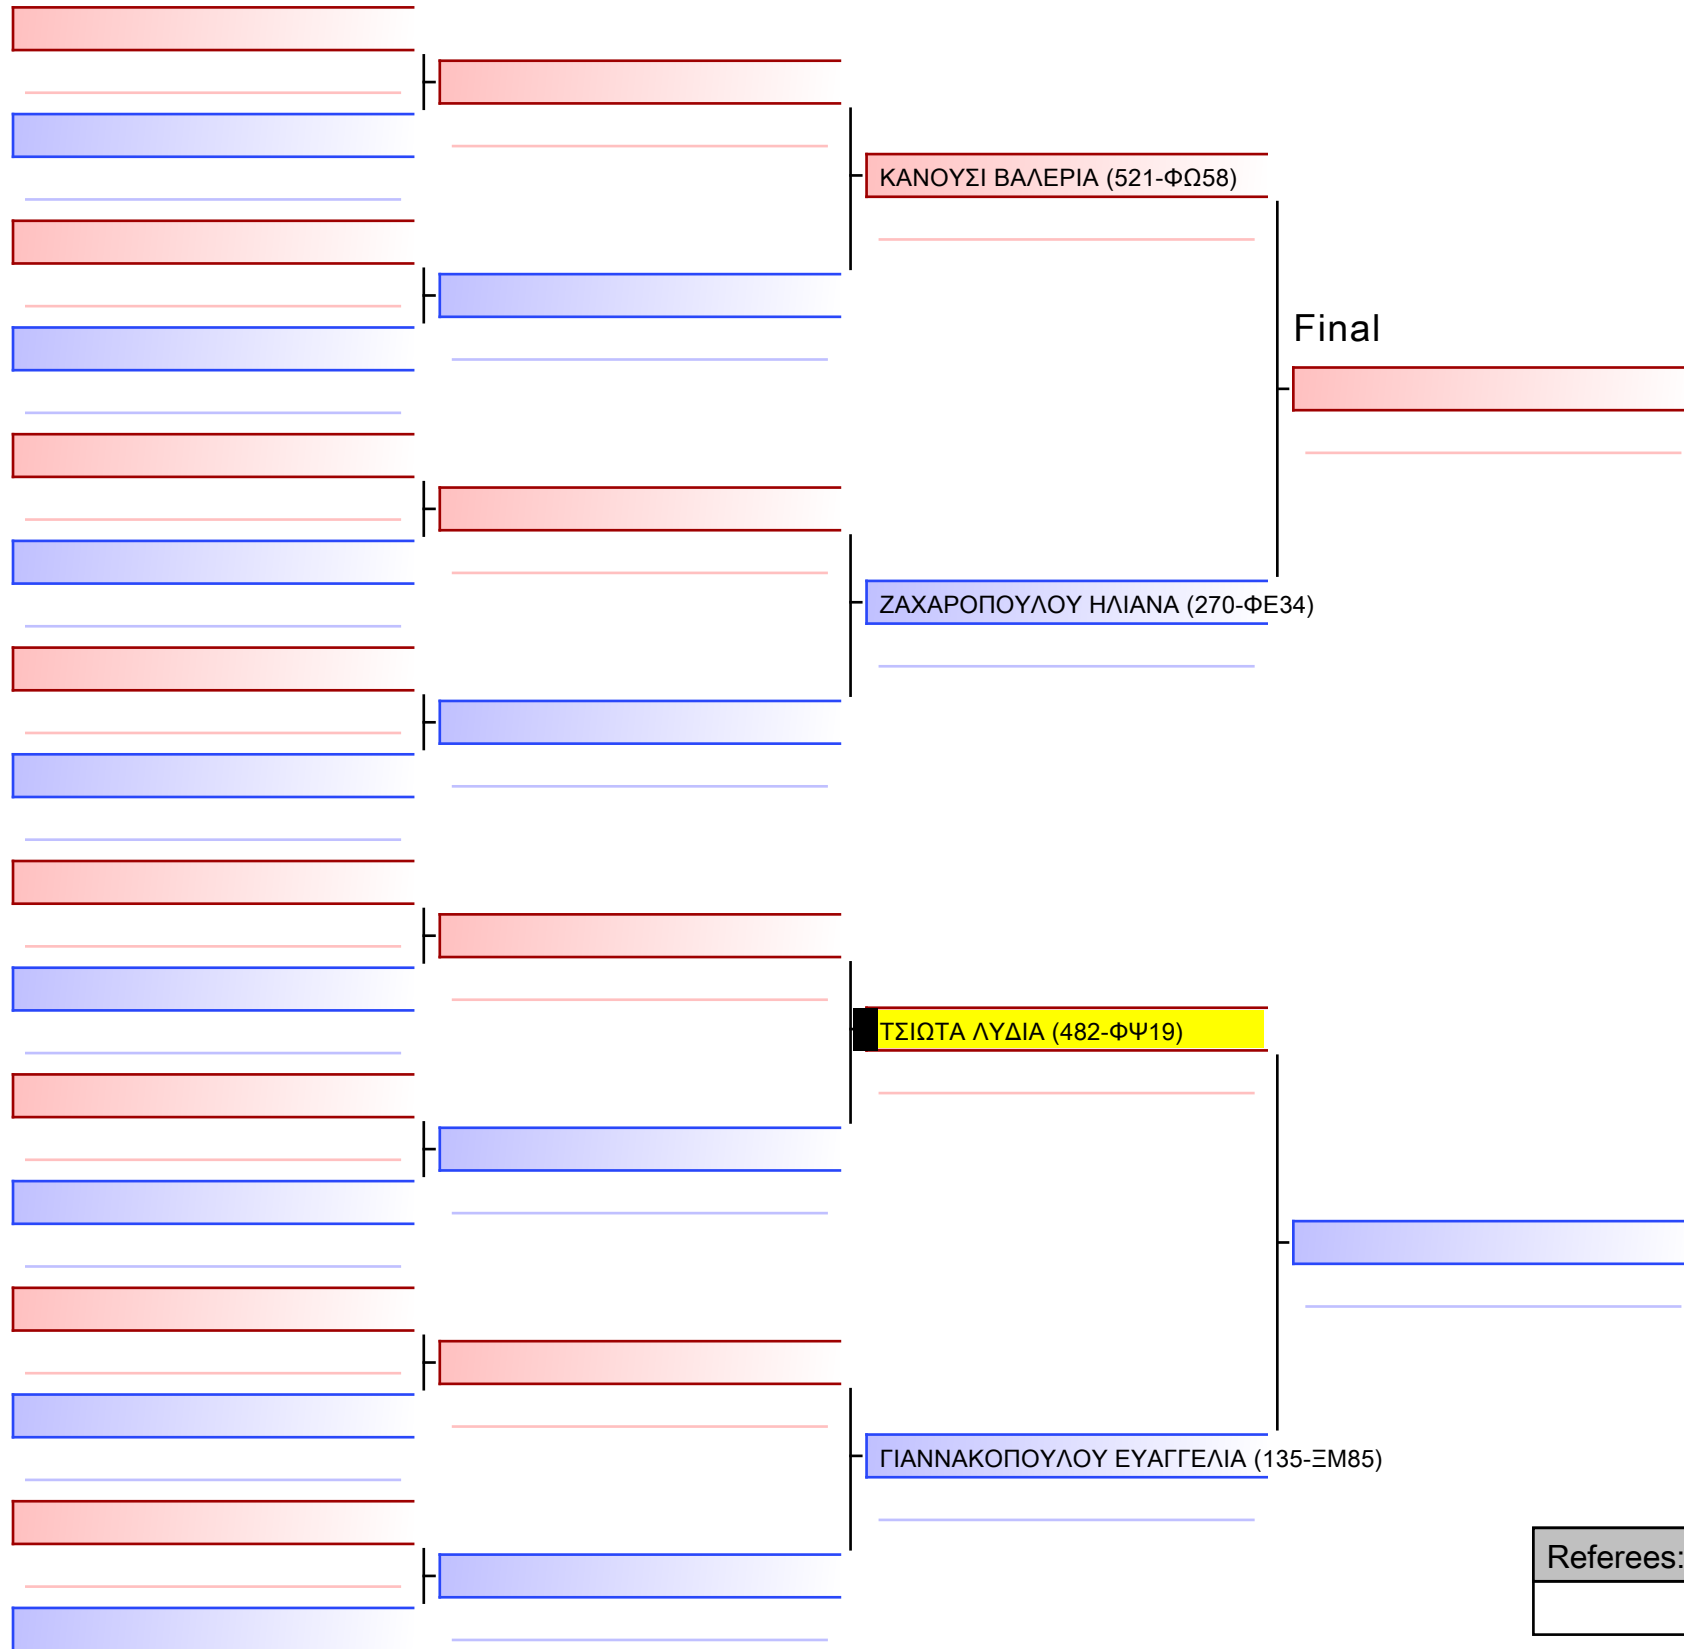 ΚΑΝΟΥΣΙ ΒΑΛΕΡΙΑ (521-ΦΩ58)
Final
ΖΑΧΑΡΟΠΟΥΛΟΥ ΗΛΙΑΝΑ (270-ΦΕ34)
ΤΣΙΩΤΑ ΛΥΔΙΑ (482-ΦΨ19)
ΓΙΑΝΝΑΚΟΠΟΥΛΟΥ ΕΥΑΓΓΕΛΙΑ (135-ΞΜ85)
Referees: